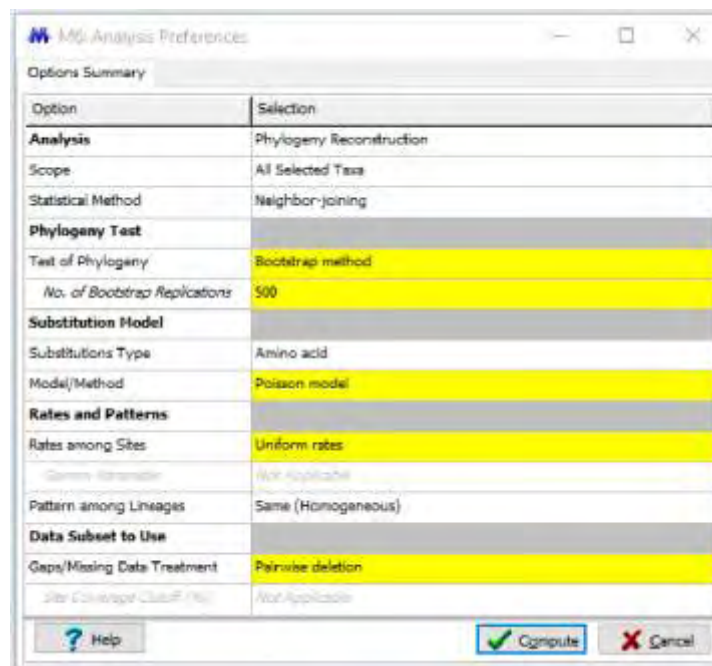 M6: Analysis Preferences
Options Summary
Option Selection
Analysis Phylogeny Reconstruction
Scope All Selected Taxa
Statistical Method Neighbor-joining
Phylogeny Test
Test of Phylogeny Bootstrap method
No. of Bootstrap Replications 500
Substitution Model
Substitutions Type Amino acid
Model/Method Poisson model
Rates and Patterns
Rates among Sites Uniform rates
Gamma Parameter Not Applicable
Pattern among Lineages Same (Homogeneous)
Data Subset to Use
Gaps/Missing Data Treatment Pairwise deletion
Site Coverage Cutoff (%) Not Applicable
? Help Compute Cancel